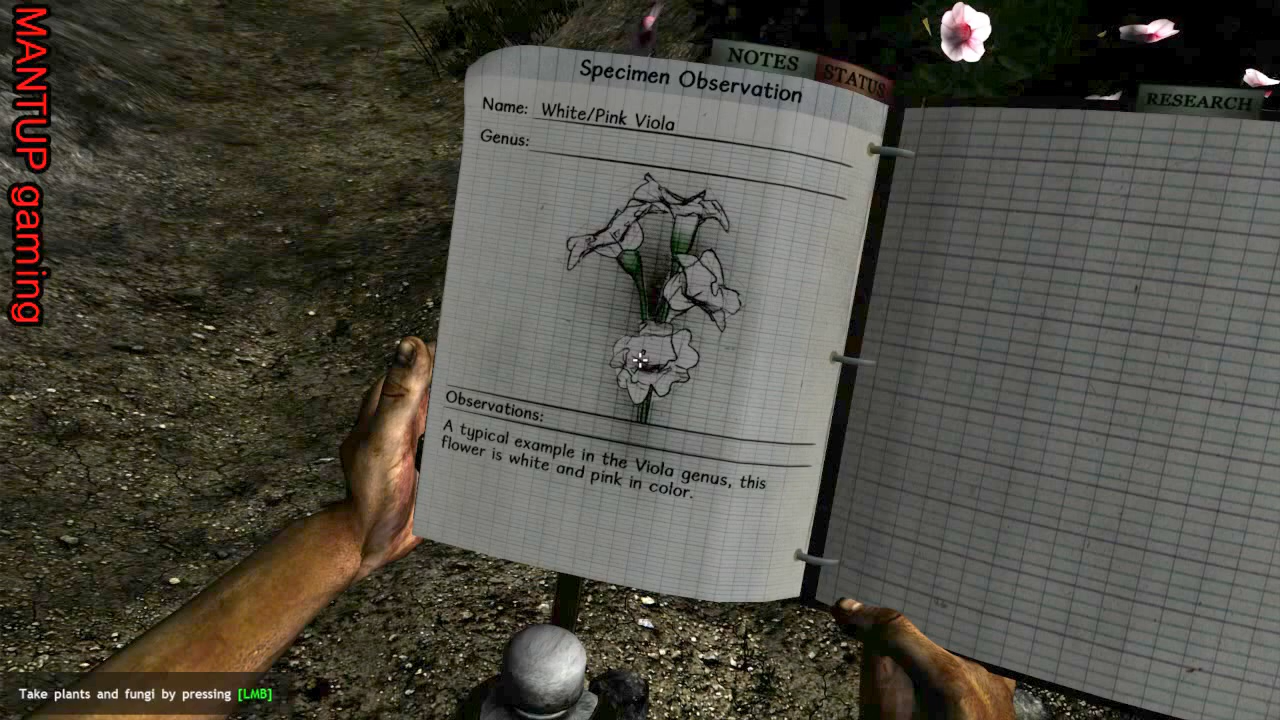 MANTUP gaming
NOTES
STATUS
RESEARCH
Specimen Observation
Name: White/Pink Viola
Genus:
Observations:
A typical example in the Viola genus, this
flower is white and pink in color.
Take plants and fungi by pressing [LMB]